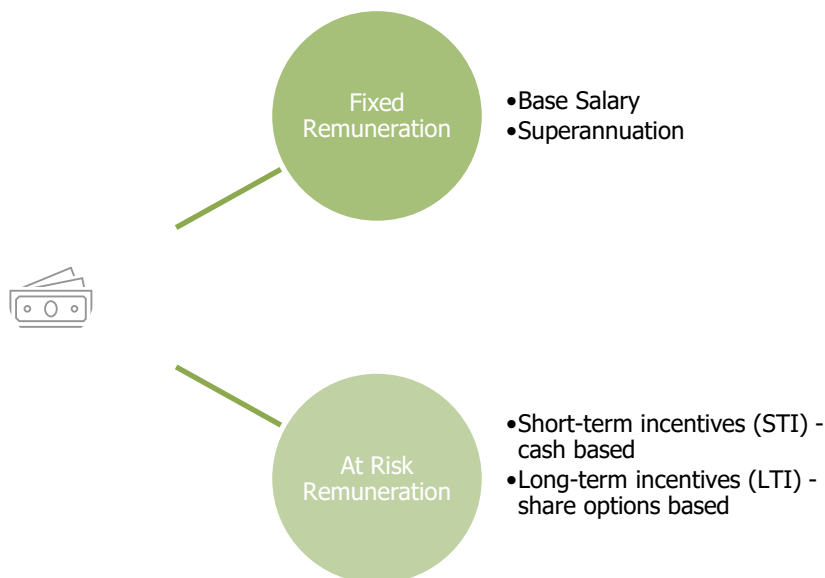 Fixed
Remuneration
•Base Salary
•Superannuation
At Risk
Remuneration
•Short-term incentives (STI) -
cash based
•Long-term incentives (LTI) -
share options based